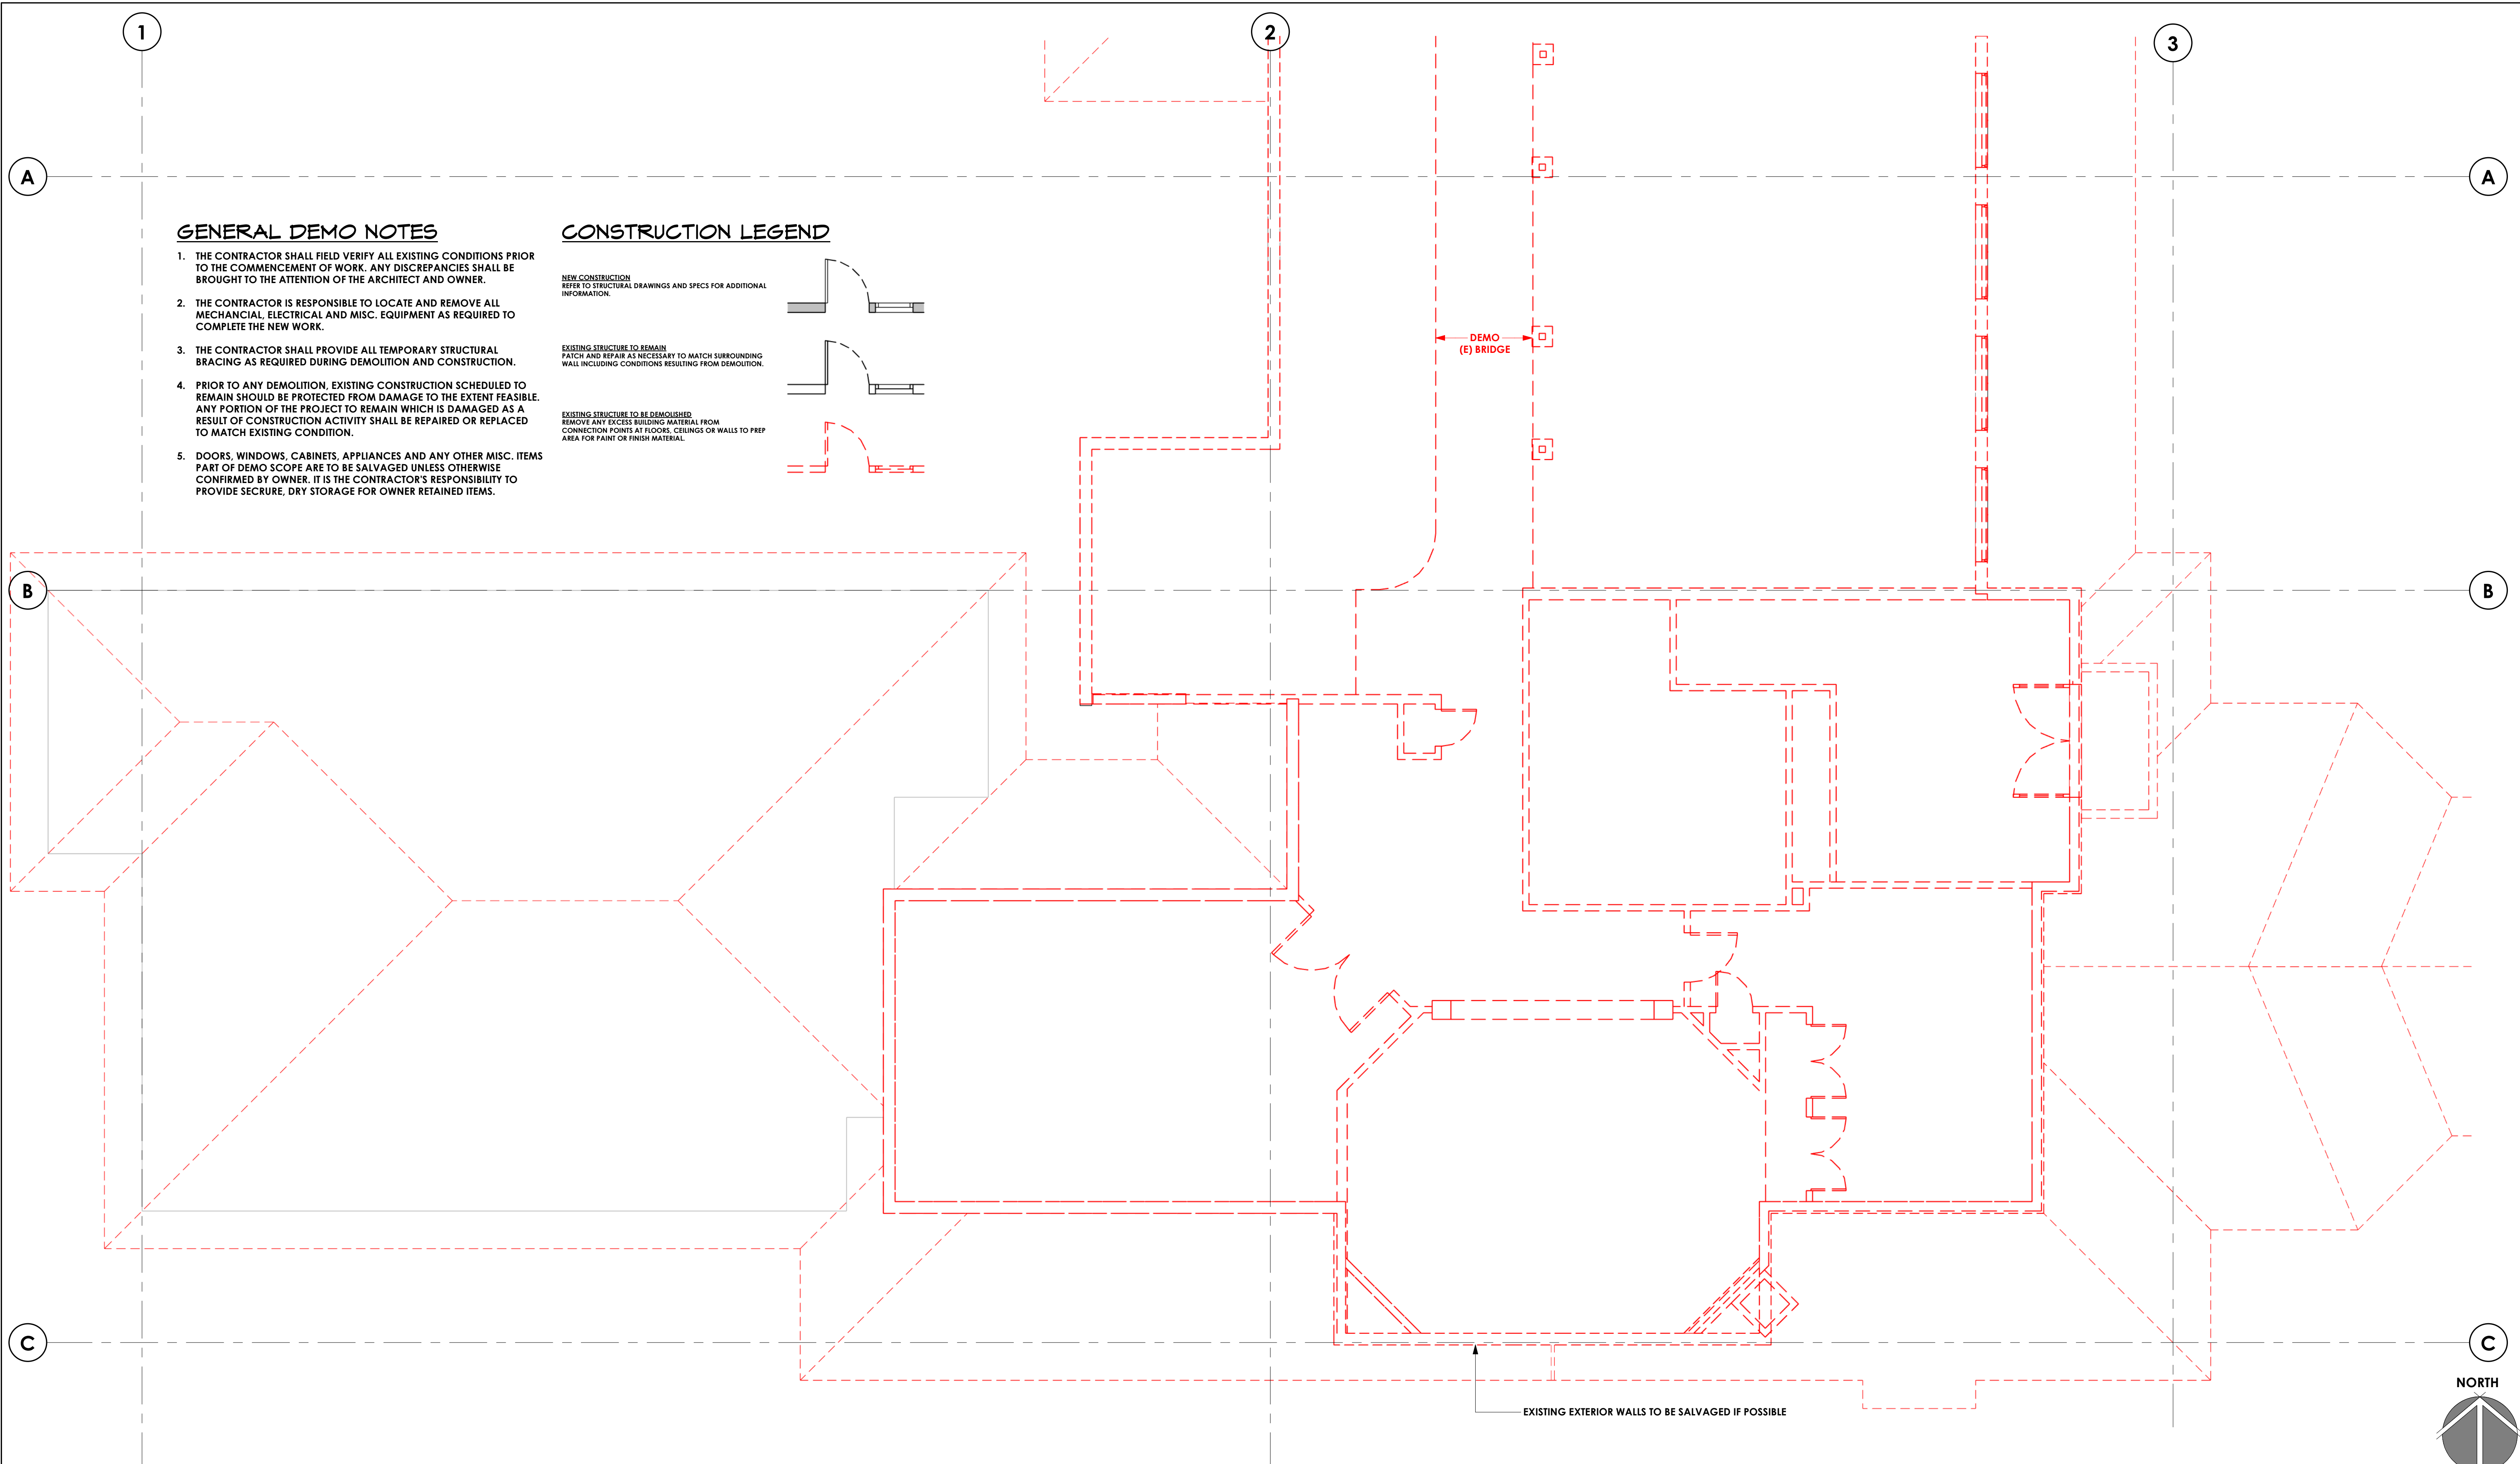 1
2
3
A
A
GENERAL DEMO NOTES
1. THE CONTRACTOR SHALL FIELD VERIFY ALL EXISTING CONDITIONS PRIOR
TO THE COMMENCEMENT OF WORK. ANY DISCREPANCIES SHALL BE
BROUGHT TO THE ATTENTION OF THE ARCHITECT AND OWNER.
2. THE CONTRACTOR IS RESPONSIBLE TO LOCATE AND REMOVE ALL
MECHANCIAL, ELECTRICAL AND MISC. EQUIPMENT AS REQUIRED TO
COMPLETE THE NEW WORK.
3. THE CONTRACTOR SHALL PROVIDE ALL TEMPORARY STRUCTURAL
BRACING AS REQUIRED DURING DEMOLITION AND CONSTRUCTION.
4. PRIOR TO ANY DEMOLITION, EXISTING CONSTRUCTION SCHEDULED TO
REMAIN SHOULD BE PROTECTED FROM DAMAGE TO THE EXTENT FEASIBLE.
ANY PORTION OF THE PROJECT TO REMAIN WHICH IS DAMAGED AS A
RESULT OF CONSTRUCTION ACTIVITY SHALL BE REPAIRED OR REPLACED
TO MATCH EXISTING CONDITION.
5. DOORS, WINDOWS, CABINETS, APPLIANCES AND ANY OTHER MISC. ITEMS
PART OF DEMO SCOPE ARE TO BE SALVAGED UNLESS OTHERWISE
CONFIRMED BY OWNER. IT IS THE CONTRACTOR'S RESPONSIBILITY TO
PROVIDE SECRURE, DRY STORAGE FOR OWNER RETAINED ITEMS.
CONSTRUCTION LEGEND
NEW CONSTRUCTION
REFER TO STRUCTURAL DRAWINGS AND SPECS FOR ADDITIONAL
INFORMATION.
EXISTING STRUCTURE TO REMAIN
PATCH AND REPAIR AS NECESSARY TO MATCH SURROUNDING
WALL INCLUDING CONDITIONS RESULTING FROM DEMOLITION.
EXISTING STRUCTURE TO BE DEMOLISHED
REMOVE ANY EXCESS BUILDING MATERIAL FROM
CONNECTION POINTS AT FLOORS, CEILINGS OR WALLS TO PREP
AREA FOR PAINT OR FINISH MATERIAL.
DEMO
(E) BRIDGE
B
B
C
C
NORTH
EXISTING EXTERIOR WALLS TO BE SALVAGED IF POSSIBLE